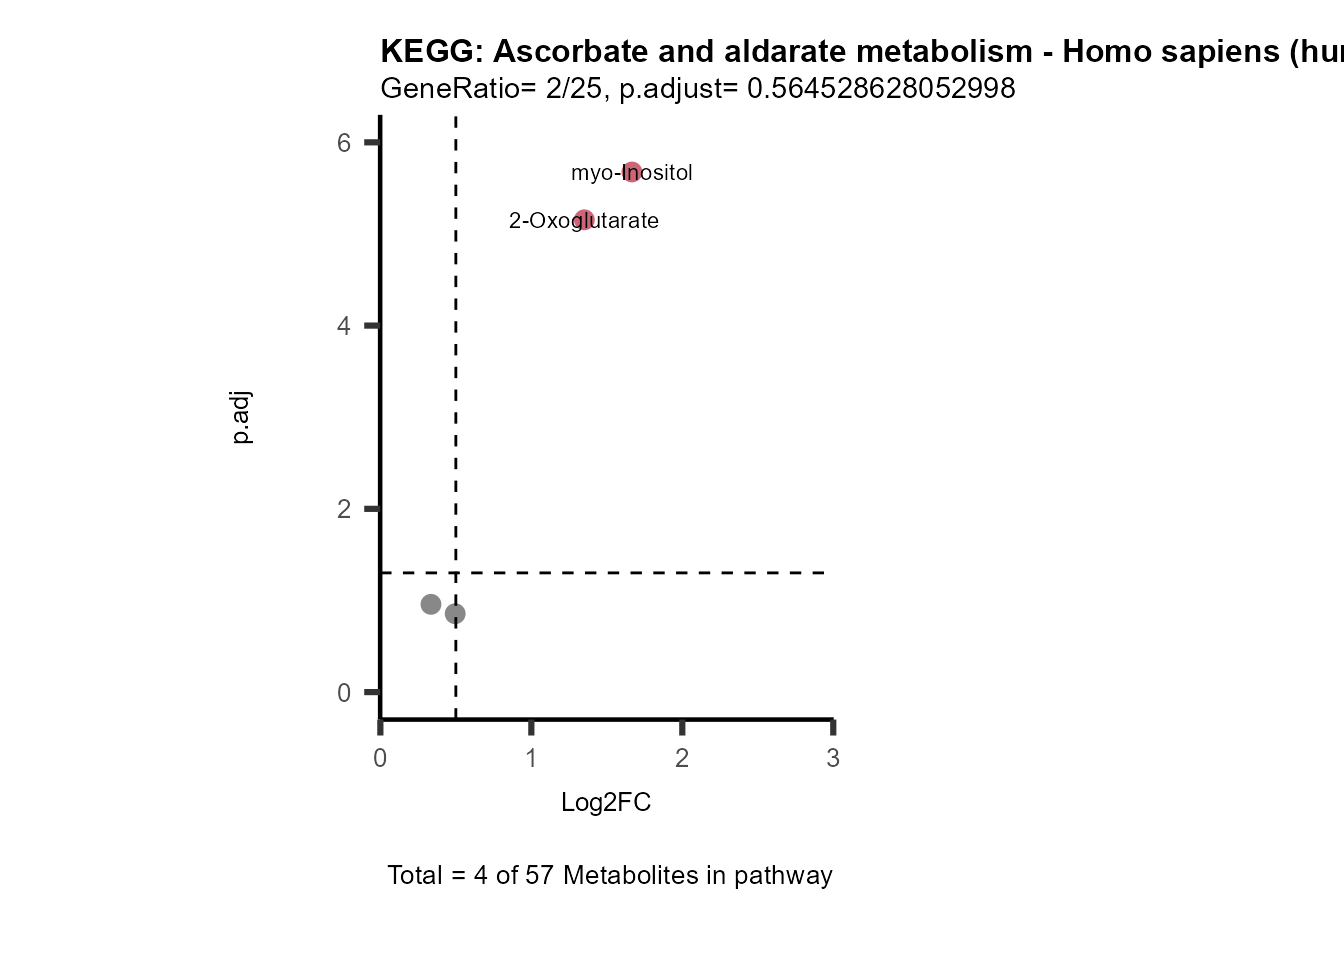 KEGG: Ascorbate and aldarate metabolism - Homo sapiens (hu
GeneRatio= 2/25, p.adjust= 0.564528628052998
6
myo-Inositol
2-Oxoglutarate
4
p.adj
2
0
0 1 2 3
Log2FC
Total = 4 of 57 Metabolites in pathway